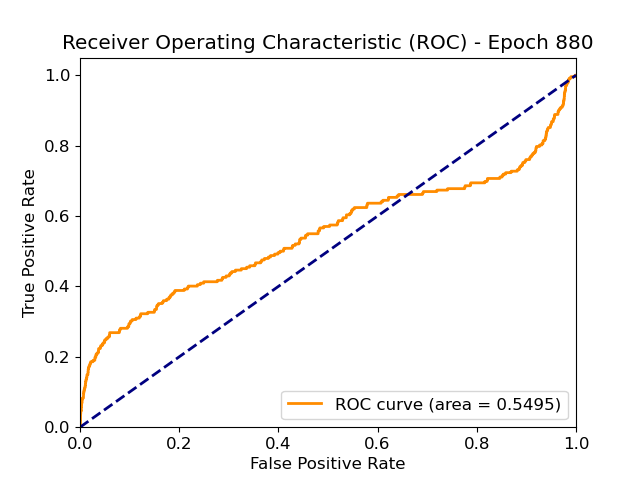 Receiver Operating Characteristic (ROC) - Epoch 880
True Positive Rate
1.0
0.8
0.6
0.4
0.2
0.0
ROC curve (area = 0.5495)
0.0 0.2 0.4 0.6 0.8 1.0
False Positive Rate